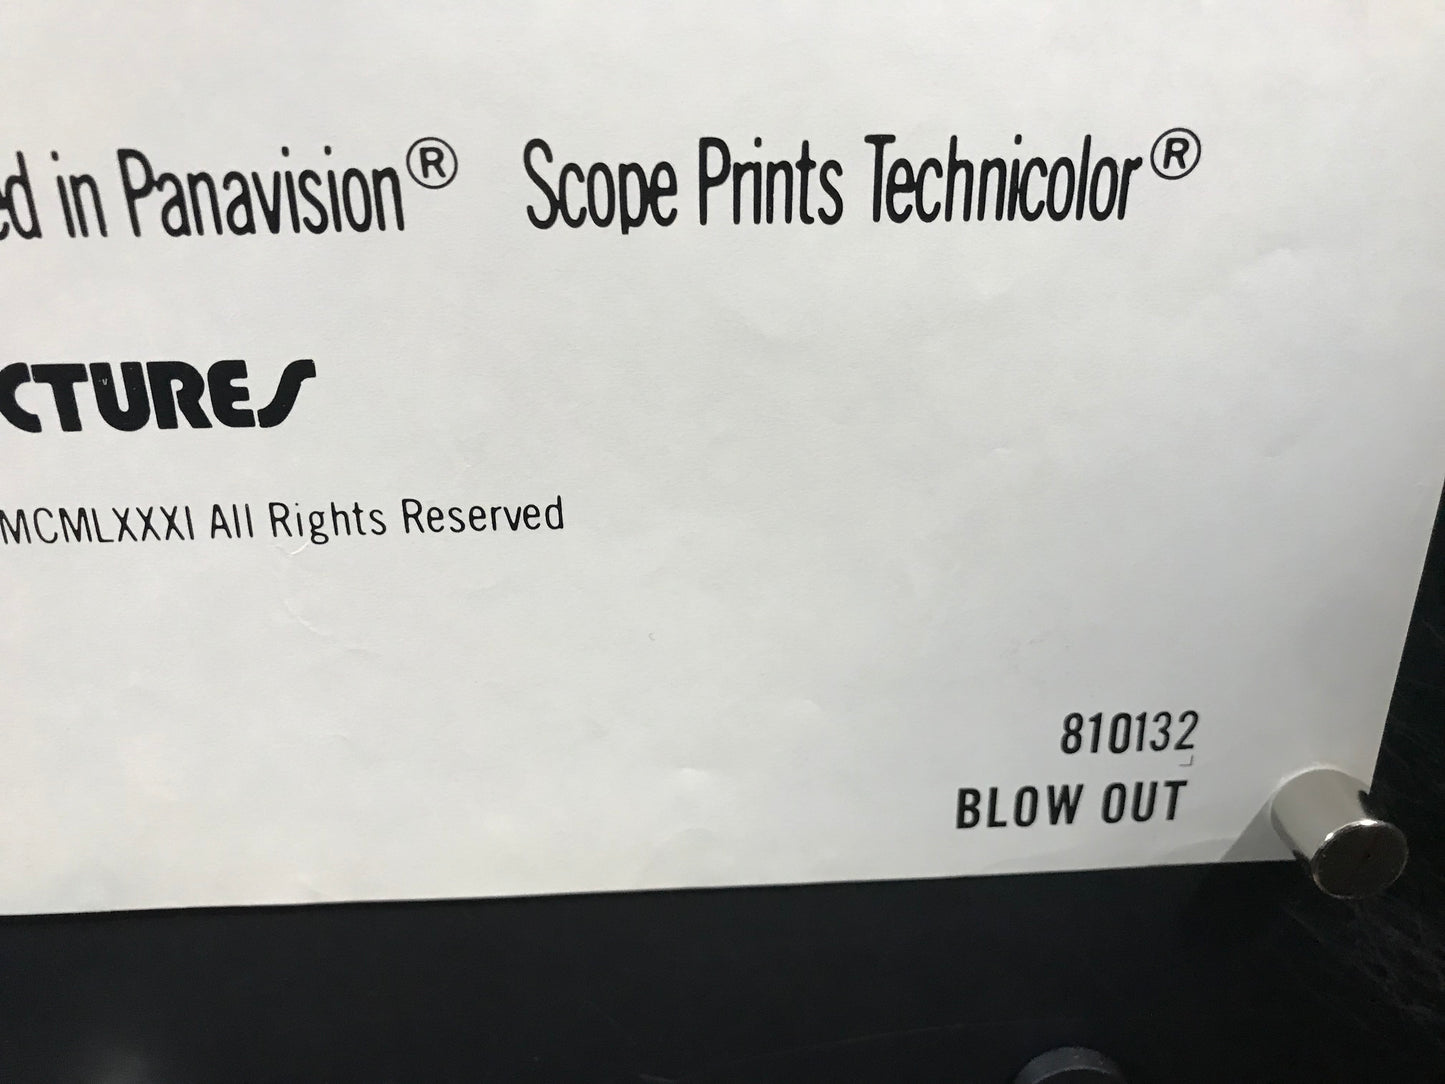 ed in Panavision® Scope Prints Technicolor®
CTURES
MCMLXXXI All Rights Reserved
810132
BLOW OUT